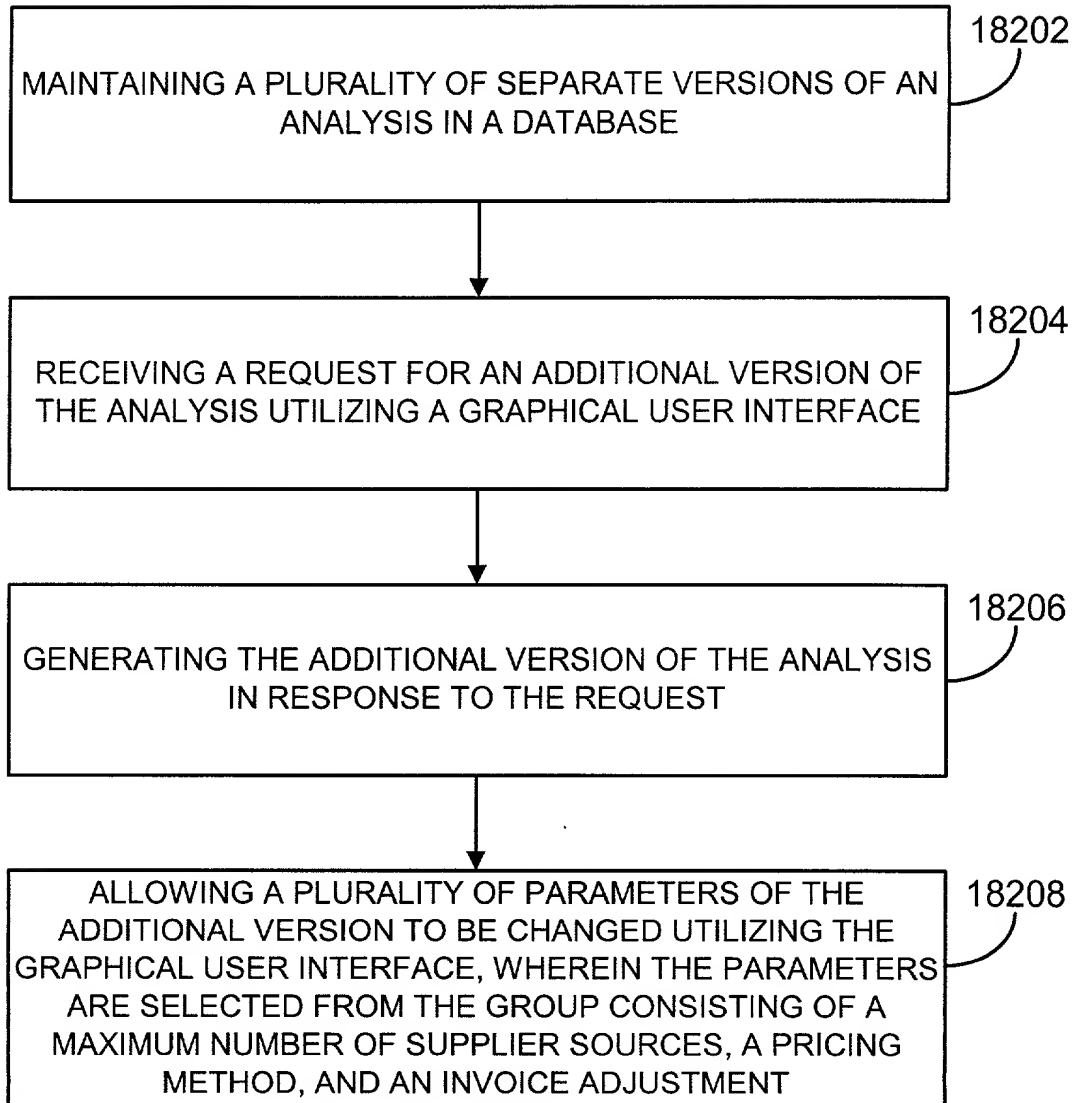 18202
MAINTAINING A PLURALITY OF SEPARATE VERSIONS OF AN
ANALYSIS IN A DATABASE
18204
RECEIVING A REQUEST FOR AN ADDITIONAL VERSION OF
THE ANALYSIS UTILIZING A GRAPHICAL USER INTERFACE
18206
GENERATING THE ADDITIONAL VERSION OF THE ANALYSIS
IN RESPONSE TO THE REQUEST
18208
ALLOWING A PLURALITY OF PARAMETERS OF THE
ADDITIONAL VERSION TO BE CHANGED UTILIZING THE
GRAPHICAL USER INTERFACE, WHEREIN THE PARAMETERS
ARE SELECTED FROM THE GROUP CONSISTING OF A
MAXIMUM NUMBER OF SUPPLIER SOURCES, A PRICING
METHOD, AND AN INVOICE ADJUSTMENT